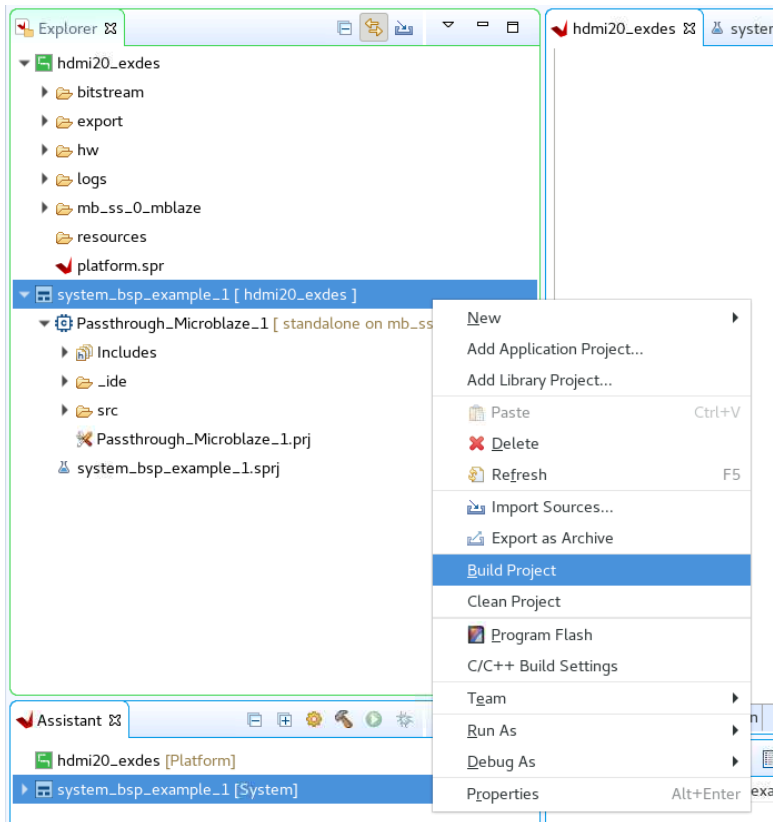 Explorer
hdmi20_exdes
bitstream
export
hw
logs
mb_ss_0_mblaze
resources
platform.spr
system_bsp_example_1 [ hdmi20_exdes ]
Passthrough_Microblaze_1 [ standalone on mb_ss
Includes
_ide
src
Passthrough_Microblaze_1.prj
system_bsp_example_1.sprj
hdmi20_exdes
system
New
Add Application Project...
Add Library Project...
Paste Ctrl+V
Delete
Refresh F5
Import Sources...
Export as Archive
Build Project
Clean Project
Program Flash
C/C++ Build Settings
Team
Run As
Debug As
Properties Alt+Enter
Assistant
hdmi20_exdes [Platform]
system_bsp_example_1 [System]